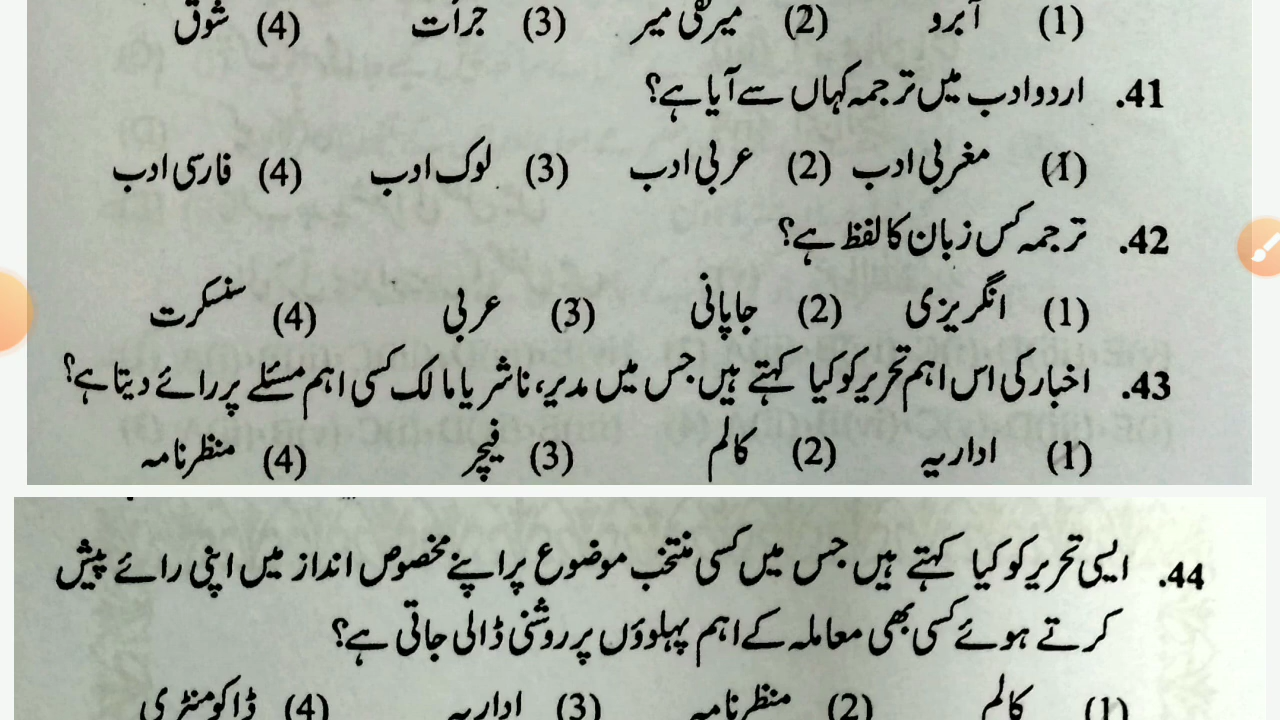 (1) آبرو (2) میر تقی میر (3) جرأت (4) شوق
41. اردو ادب میں ترجمہ کہاں سے آیا ہے؟
(1) مغربی ادب (2) عربی ادب (3) لوک ادب (4) فارسی ادب
42. ترجمہ کس زبان کا لفظ ہے؟
(1) انگریزی (2) جاپانی (3) عربی (4) سنسکرت
43. اخبار کی اس اہم تحریر کو کیا کہتے ہیں جس میں مدیر، ناشر یا مالک کسی اہم مسئلے پر رائے دیتا ہے؟
(1) اداریہ (2) کالم (3) فیچر (4) منظرنامہ
44. ایسی تحریر کو کیا کہتے ہیں جس میں کسی منتخب موضوع پر اپنے مخصوص انداز میں اپنی رائے پیش
کرتے ہوئے کسی بھی معاملہ کے اہم پہلوؤں پر روشنی ڈالی جاتی ہے؟
(1) کالم (2) منظرنامہ (3) اداریہ (4) ڈاکومنٹری